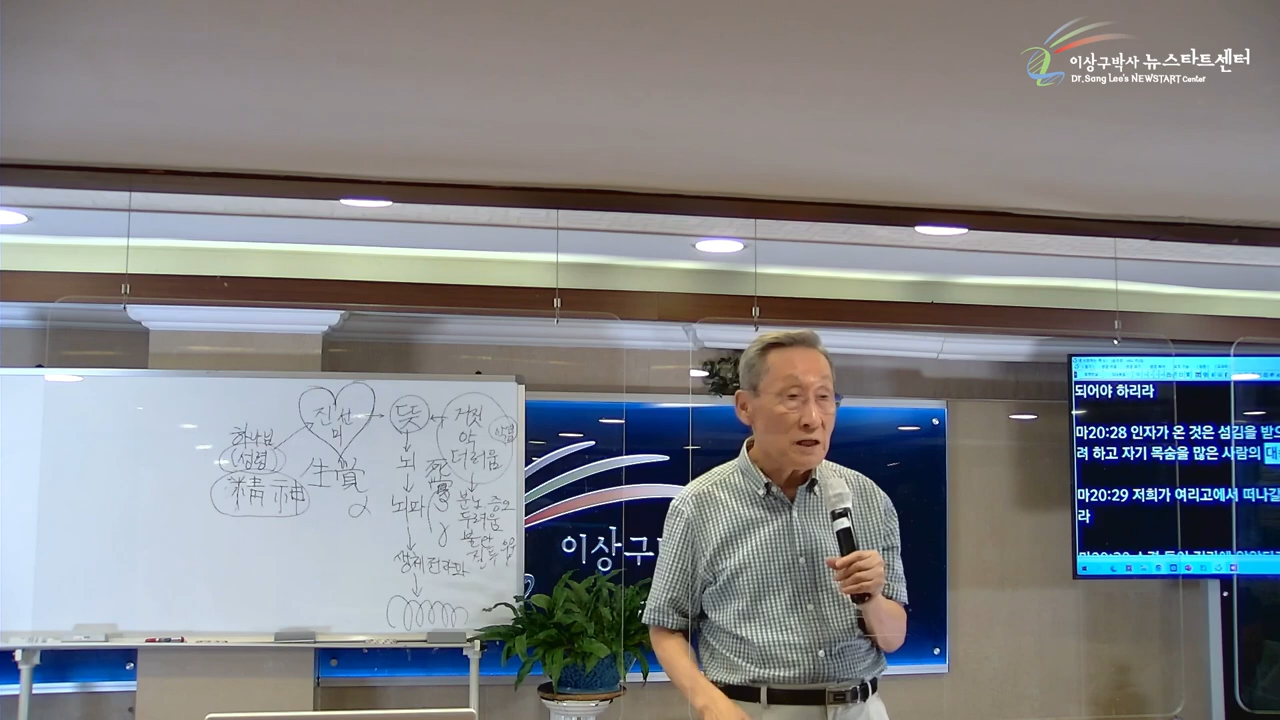 이상구박사 뉴스타트센터
Dr. Sang Lee's NEWSTART Center
되어야 하리라
마20:28 인자가 온 것은 섬김을 받으
려 하고 자기 목숨을 많은 사람의 대
마20:29 저희가 여리고에서 떠나갈
라
진 선
미
뜻
거짓
악
더러움
하나님
성령
精神
生覺
α
뇌
뇌파
생체전자파
분노 증오
두려움
불안
γ
이상구